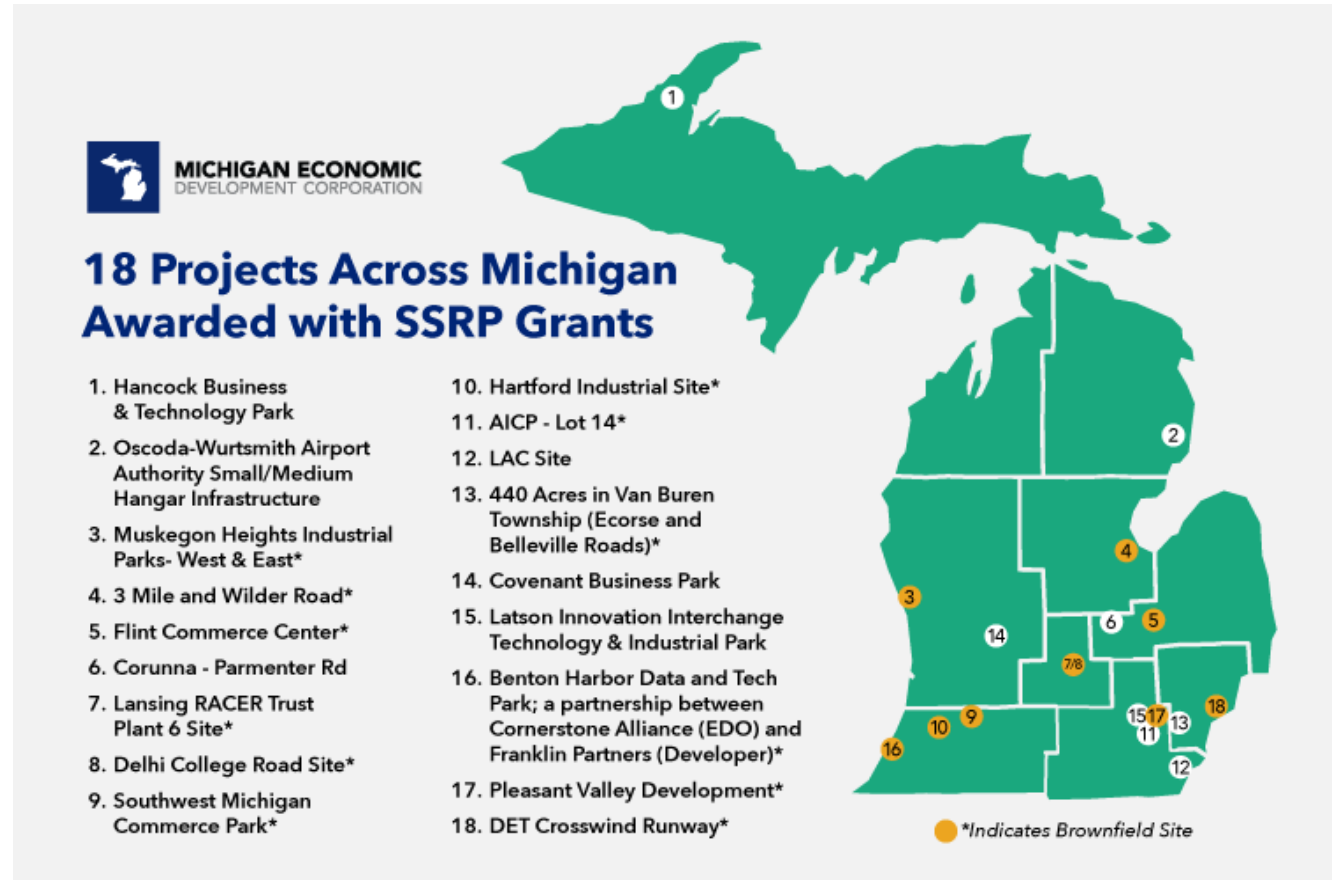 MICHIGAN ECONOMIC
DEVELOPMENT CORPORATION
18 Projects Across Michigan
Awarded with SSRP Grants
1. Hancock Business
& Technology Park
2. Oscoda-Wurtsmith Airport
Authority Small/Medium
Hangar Infrastructure
3. Muskegon Heights Industrial
Parks- West & East*
4. 3 Mile and Wilder Road*
5. Flint Commerce Center*
6. Corunna - Parmenter Rd
7. Lansing RACER Trust
Plant 6 Site*
8. Delhi College Road Site*
9. Southwest Michigan
Commerce Park*
10. Hartford Industrial Site*
11. AICP - Lot 14*
12. LAC Site
13. 440 Acres in Van Buren
Township (Ecorse and
Belleville Roads)*
14. Covenant Business Park
15. Latson Innovation Interchange
Technology & Industrial Park
16. Benton Harbor Data and Tech
Park; a partnership between
Cornerstone Alliance (EDO) and
Franklin Partners (Developer)*
17. Pleasant Valley Development*
18. DET Crosswind Runway*
1
2
4
3
6
5
14
7/8
18
15
17
13
9
10
11
16
12
*Indicates Brownfield Site